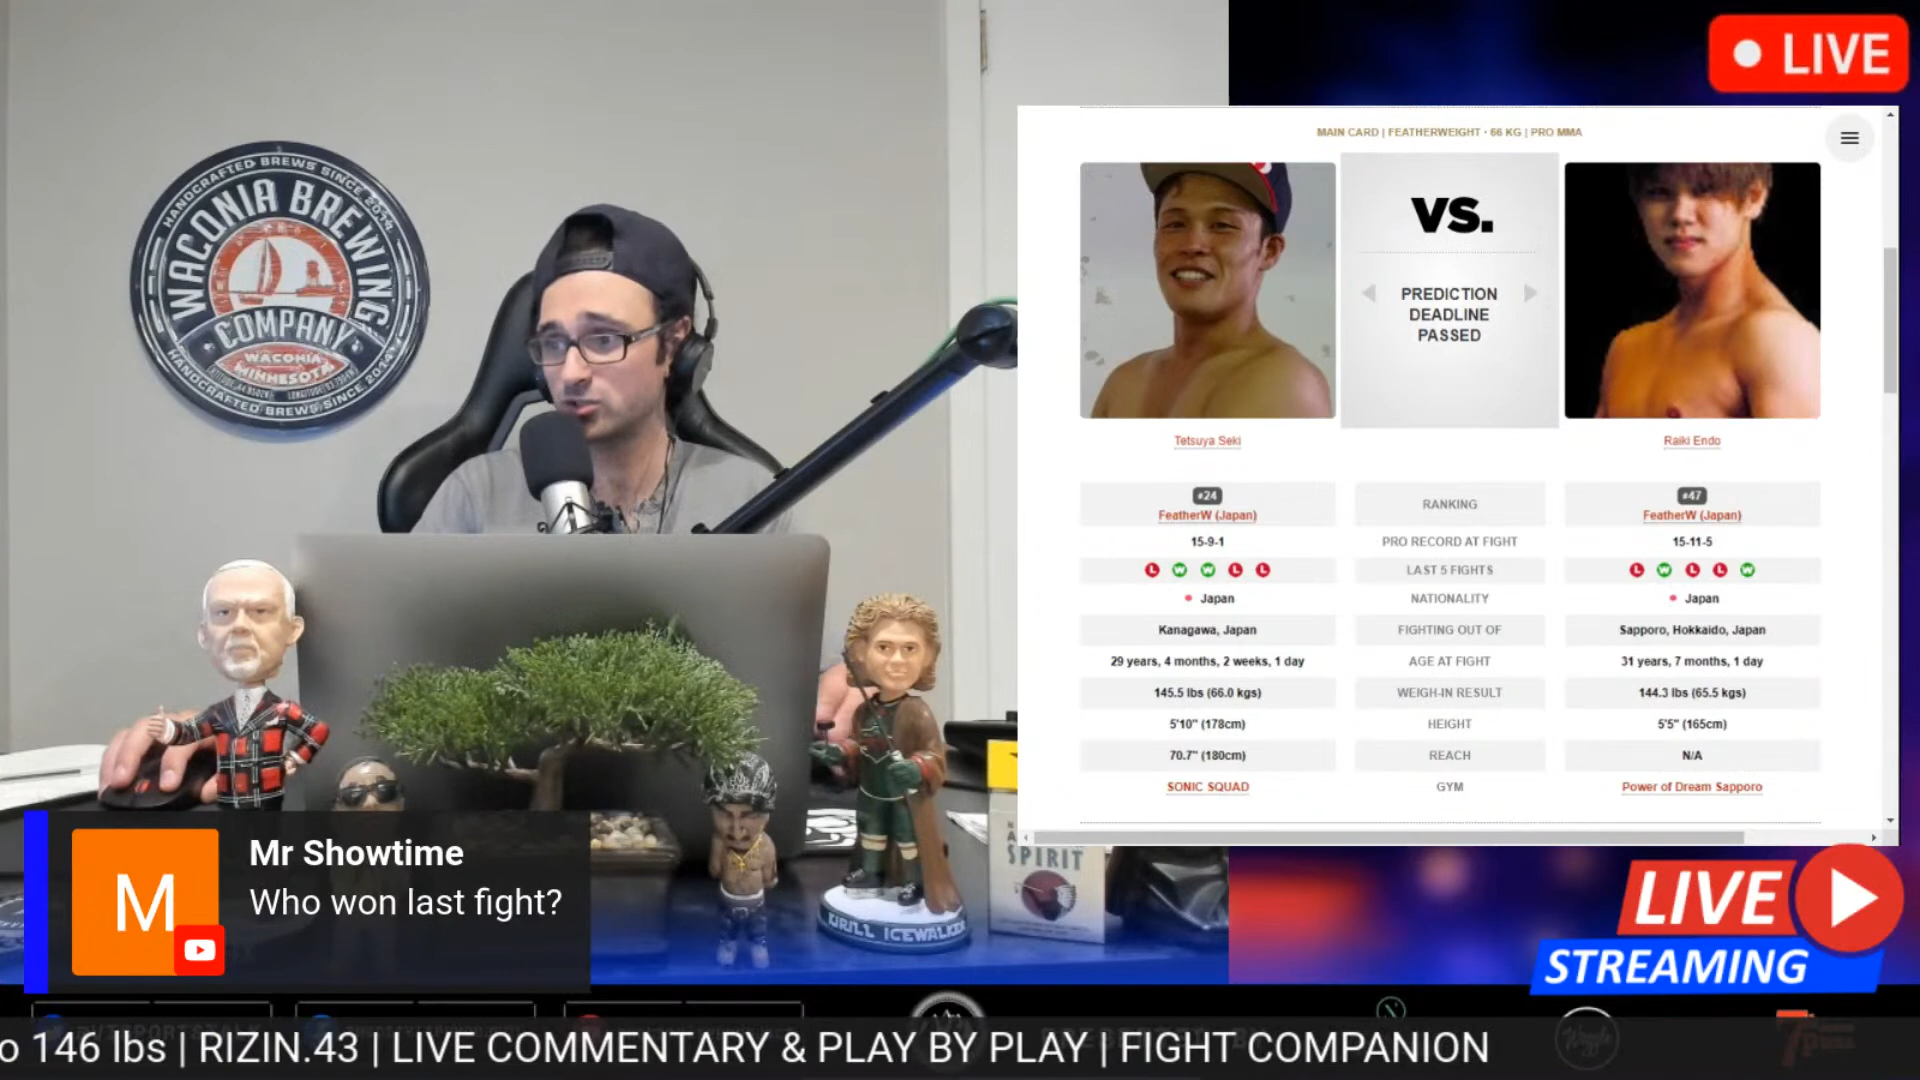 LIVE
HANDCRAFTED BREWS SINCE 2014
WACONIA BREWING
COMPANY
WACONIA
MINNESOTA
HANDCRAFTED BREWS SINCE 2014
MAIN CARD | FEATHERWEIGHT · 66 KG | PRO MMA
VS.
PREDICTION
DEADLINE
PASSED
Tetsuya Seki
Raiki Endo
#24 RANKING #47
FeatherW (Japan) FeatherW (Japan)
15-9-1 PRO RECORD AT FIGHT 15-11-5
L W W L L LAST 5 FIGHTS L W L L W
Japan NATIONALITY Japan
Kanagawa, Japan FIGHTING OUT OF Sapporo, Hokkaido, Japan
29 years, 4 months, 2 weeks, 1 day AGE AT FIGHT 31 years, 7 months, 1 day
145.5 lbs (66.0 kgs) WEIGH-IN RESULT 144.3 lbs (65.5 kgs)
5'10" (178cm) HEIGHT 5'5" (165cm)
70.7" (180cm) REACH N/A
SONIC SQUAD GYM Power of Dream Sapporo
SPIRIT
KIRILL ICEWALKER
M
Mr Showtime
Who won last fight?
LIVE
STREAMING
o 146 lbs | RIZIN.43 | LIVE COMMENTARY & PLAY BY PLAY | FIGHT COMPANION